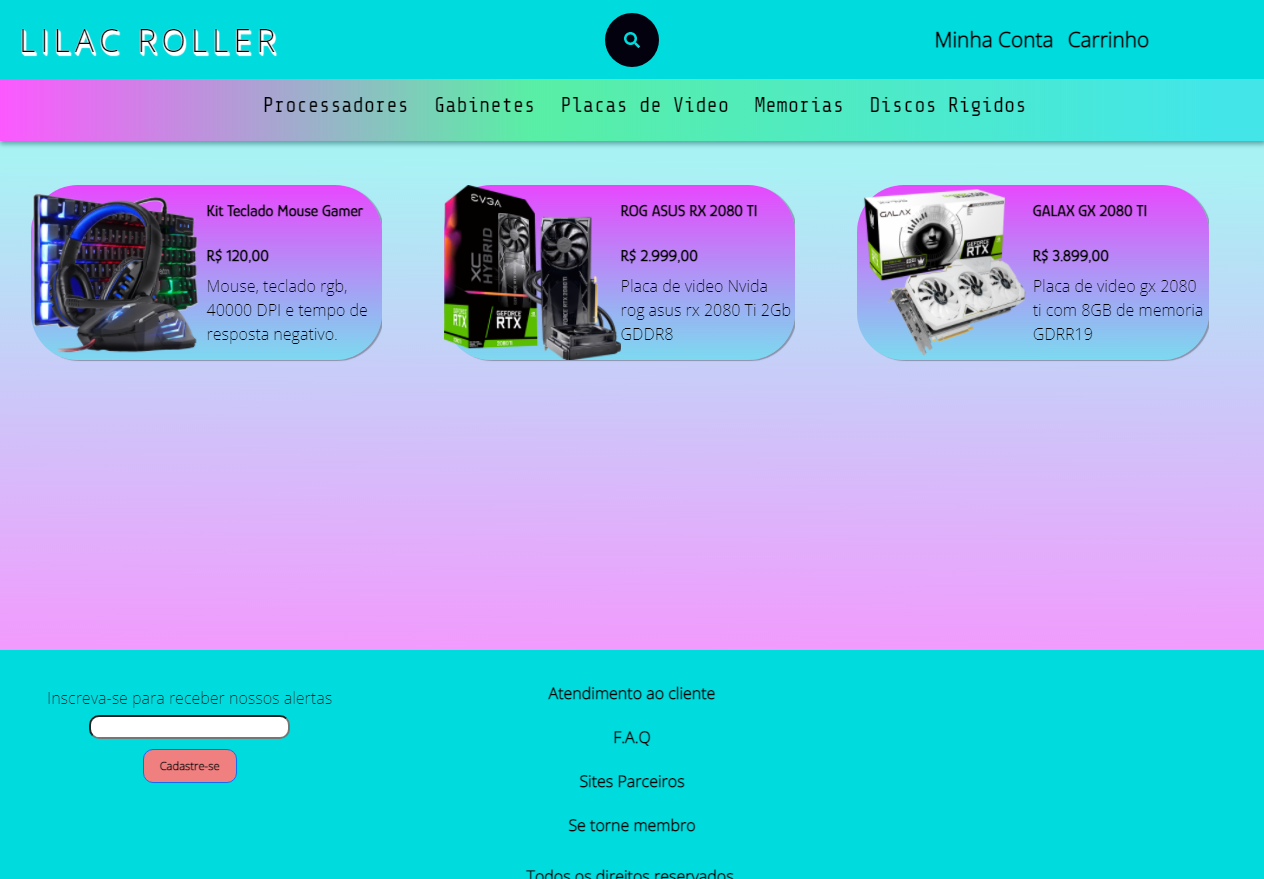 LILAC ROLLER
Minha Conta Carrinho
Processadores Gabinetes Placas de Video Memorias Discos Rigidos
Kit Teclado Mouse Gamer
R$ 120,00
Mouse, teclado rgb,
40000 DPI e tempo de
resposta negativo.
EVGA
XC
HYBRID
GEFORCE
RTX
RTX
ROG ASUS RX 2080 TI
R$ 2.999,00
Placa de video Nvida
rog asus rx 2080 Ti 2Gb
GDDR8
GALAX
GEFORCE
RTX
GALAX GX 2080 TI
R$ 3.899,00
Placa de video gx 2080
ti com 8GB de memoria
GDRR19
Inscreva-se para receber nossos alertas
Cadastre-se
Atendimento ao cliente
F.A.Q
Sites Parceiros
Se torne membro
Todos os direitos reservados